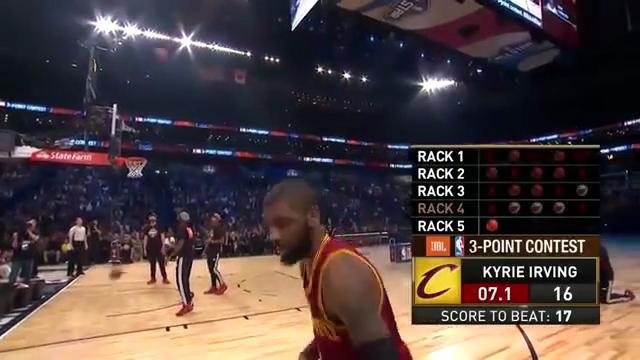 State Farm
RACK 1
RACK 2
RACK 3
RACK 4
RACK 5
JBL 3-POINT CONTEST
C KYRIE IRVING
07.1 16
SCORE TO BEAT: 17